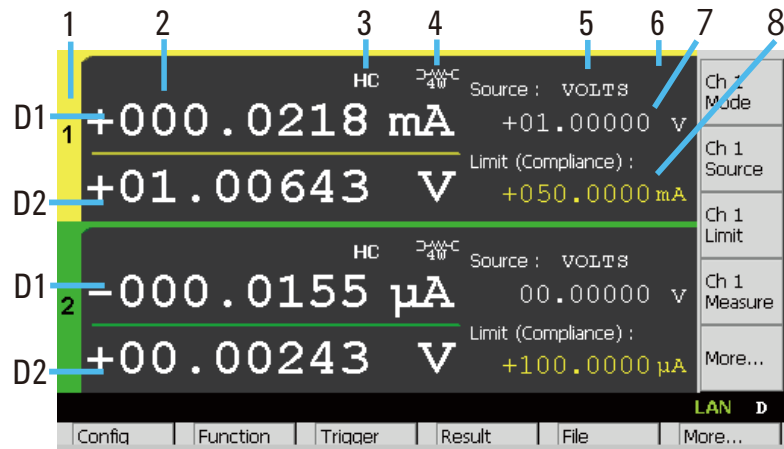 1 2 3 4 5 6 7 8
HC 4W Source : VOLTS
D1 1 +000.0218 mA +01.00000 V
Limit (Compliance) :
D2 +01.00643 V +050.0000 mA
HC 4W Source : VOLTS
D1 2 -000.0155 µA 00.00000 V
Limit (Compliance) :
D2 +00.00243 V +100.0000 µA
Ch 1
Mode
Ch 1
Source
Ch 1
Limit
Ch 1
Measure
More...
LAN D
Config Function Trigger Result File More...